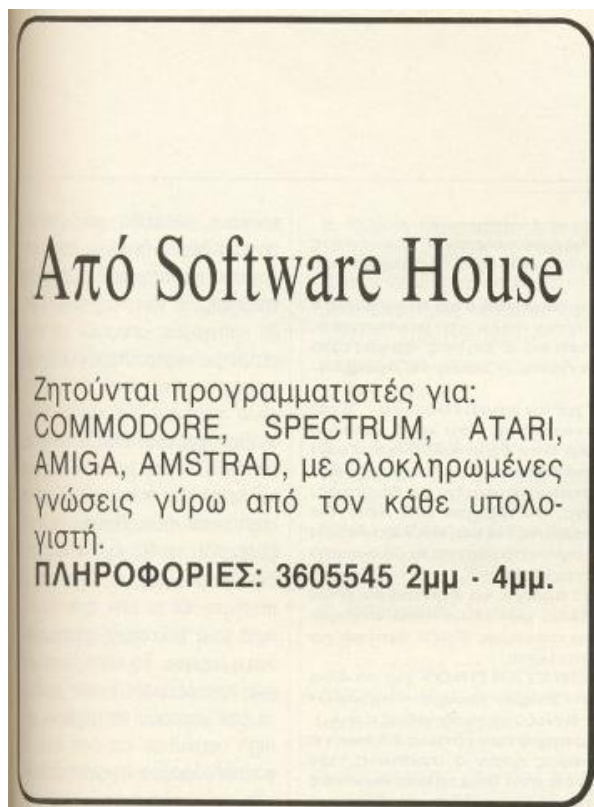 Από Software House
Ζητούνται προγραμματιστές για:
COMMODORE, SPECTRUM, ATARI,
AMIGA, AMSTRAD, με ολοκληρωμένες
γνώσεις γύρω από τον κάθε υπολο-
γιστή.
ΠΛΗΡΟΦΟΡΙΕΣ: 3605545 2μμ - 4μμ.